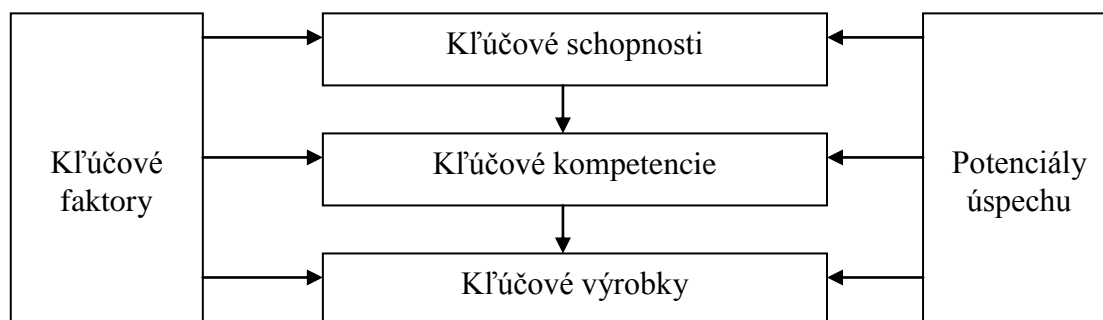 Kľúčové schopnosti
Kľúčové
faktory
Kľúčové kompetencie
Potenciály
úspechu
Kľúčové výrobky